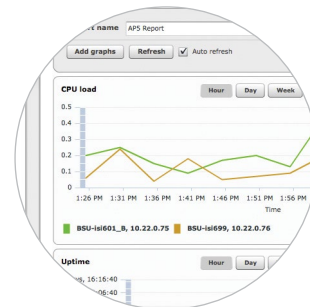 rt name AP5 Report
Add graphs Refresh Auto refresh
CPU load Hour Day Week
0.5
0.4
0.3
0.2
0.1
0
1:26 PM 1:31 PM 1:36 PM 1:41 PM 1:46 PM 1:51 PM 1:56 PM
Time
BSU-isi601_B, 10.22.0.75 BSU-isi699, 10.22.0.76
Uptime Hour Day
ys, 16:16:40
06:40